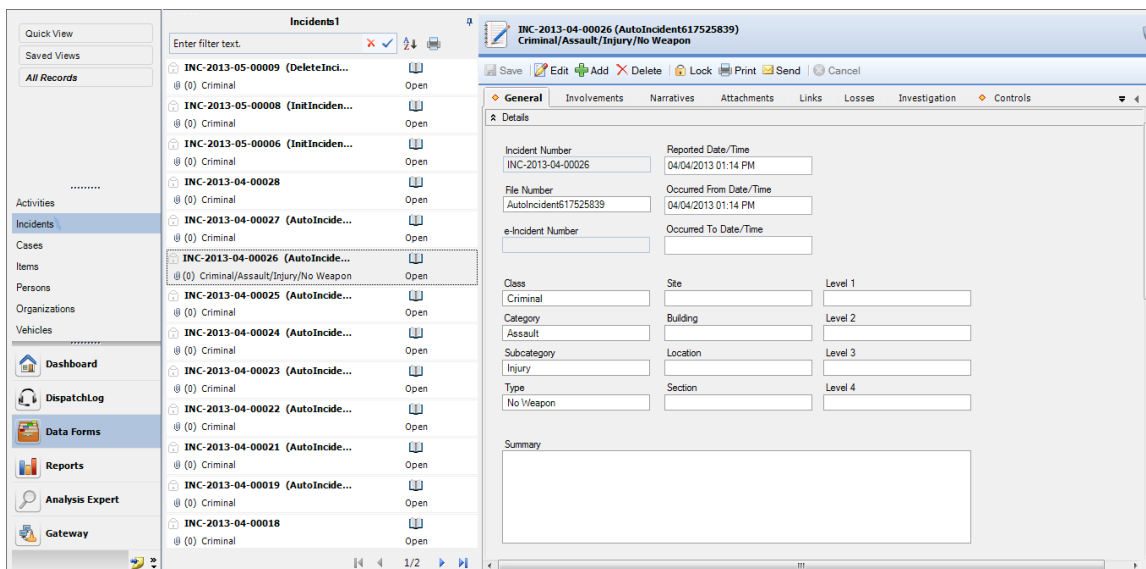 Quick View
Saved Views
All Records
Activities
Incidents
Cases
Items
Persons
Organizations
Vehicles
Dashboard
DispatchLog
Data Forms
Reports
Analysis Expert
Gateway
Incidents1
Enter filter text.
INC-2013-05-00009 (DeleteInci...
(0) Criminal Open
INC-2013-05-00008 (InitInciden...
(0) Criminal Open
INC-2013-05-00006 (InitInciden...
(0) Criminal Open
INC-2013-04-00028
(0) Criminal Open
INC-2013-04-00027 (AutoIncide...
(0) Criminal Open
INC-2013-04-00026 (AutoIncide...
(0) Criminal/Assault/Injury/No Weapon Open
INC-2013-04-00025 (AutoIncide...
(0) Criminal Open
INC-2013-04-00024 (AutoIncide...
(0) Criminal Open
INC-2013-04-00023 (AutoIncide...
(0) Criminal Open
INC-2013-04-00022 (AutoIncide...
(0) Criminal Open
INC-2013-04-00021 (AutoIncide...
(0) Criminal Open
INC-2013-04-00019 (AutoIncide...
(0) Criminal Open
INC-2013-04-00018
(0) Criminal Open
1/2
INC-2013-04-00026 (AutoIncident617525839)
Criminal/Assault/Injury/No Weapon
Save Edit Add Delete Lock Print Send Cancel
General Involvements Narratives Attachments Links Losses Investigation Controls
Details
Incident Number Reported Date/Time
INC-2013-04-00026 04/04/2013 01:14 PM
File Number Occurred From Date/Time
AutoIncident617525839 04/04/2013 01:14 PM
e-Incident Number Occurred To Date/Time
Class Site Level 1
Criminal
Category Building Level 2
Assault
Subcategory Location Level 3
Injury
Type Section Level 4
No Weapon
Summary